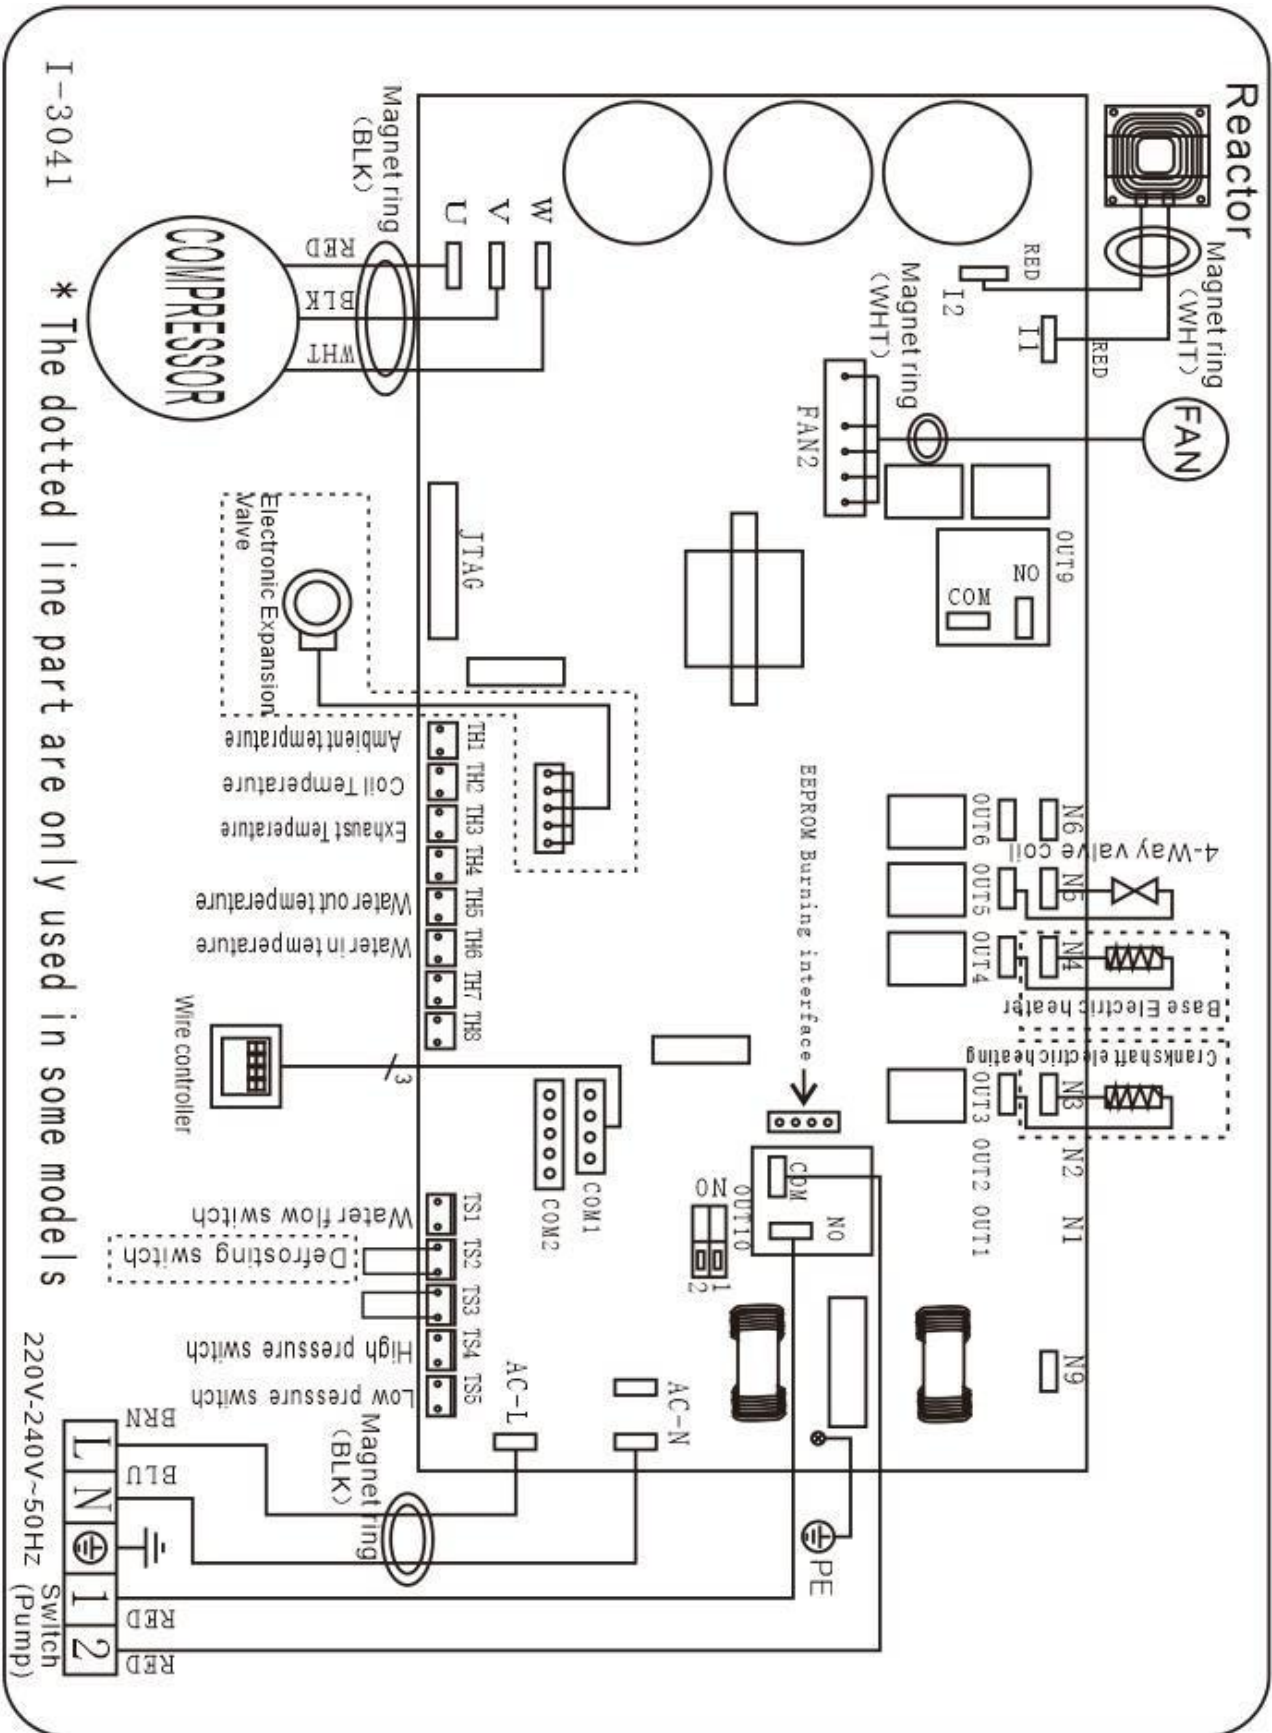 Reactor
Magnet ring
(WHT)
FAN
RED
I2
I1
RED
Magnet ring
(WHT)
FAN2
OUT9
NO
COM
Magnet ring
(BLK)
U
V
W
RED
BLK
WHT
COMPRESSOR
JTAG
Electronic Expansion
Valve
TH1
TH2
TH3
TH4
TH5
TH6
TH7
TH8
Ambient temprature
Coil Temperature
Exhaust Temperature
Water out temperature
Water in temperature
Wire controller
3
COM1
COM2
EEPROM Burning interface
OUT6
OUT5
OUT4
OUT3
OUT2
OUT1
N6
N5
N4
N3
N2
N1
N9
4-Way valve coil
Base Electric heater
Crankshaft electric heating
COM
NO
OUT10
ON
1
2
TS1
TS2
TS3
TS4
TS5
Water flow switch
Defrosting switch
High pressure switch
Low pressure switch
AC-L
AC-N
PE
Magnet ring
(BLK)
BRN
BLU
RED
RED
L
N
1
2
220V-240V~50Hz
Switch
(Pump)
I-3041
* The dotted line part are only used in some models